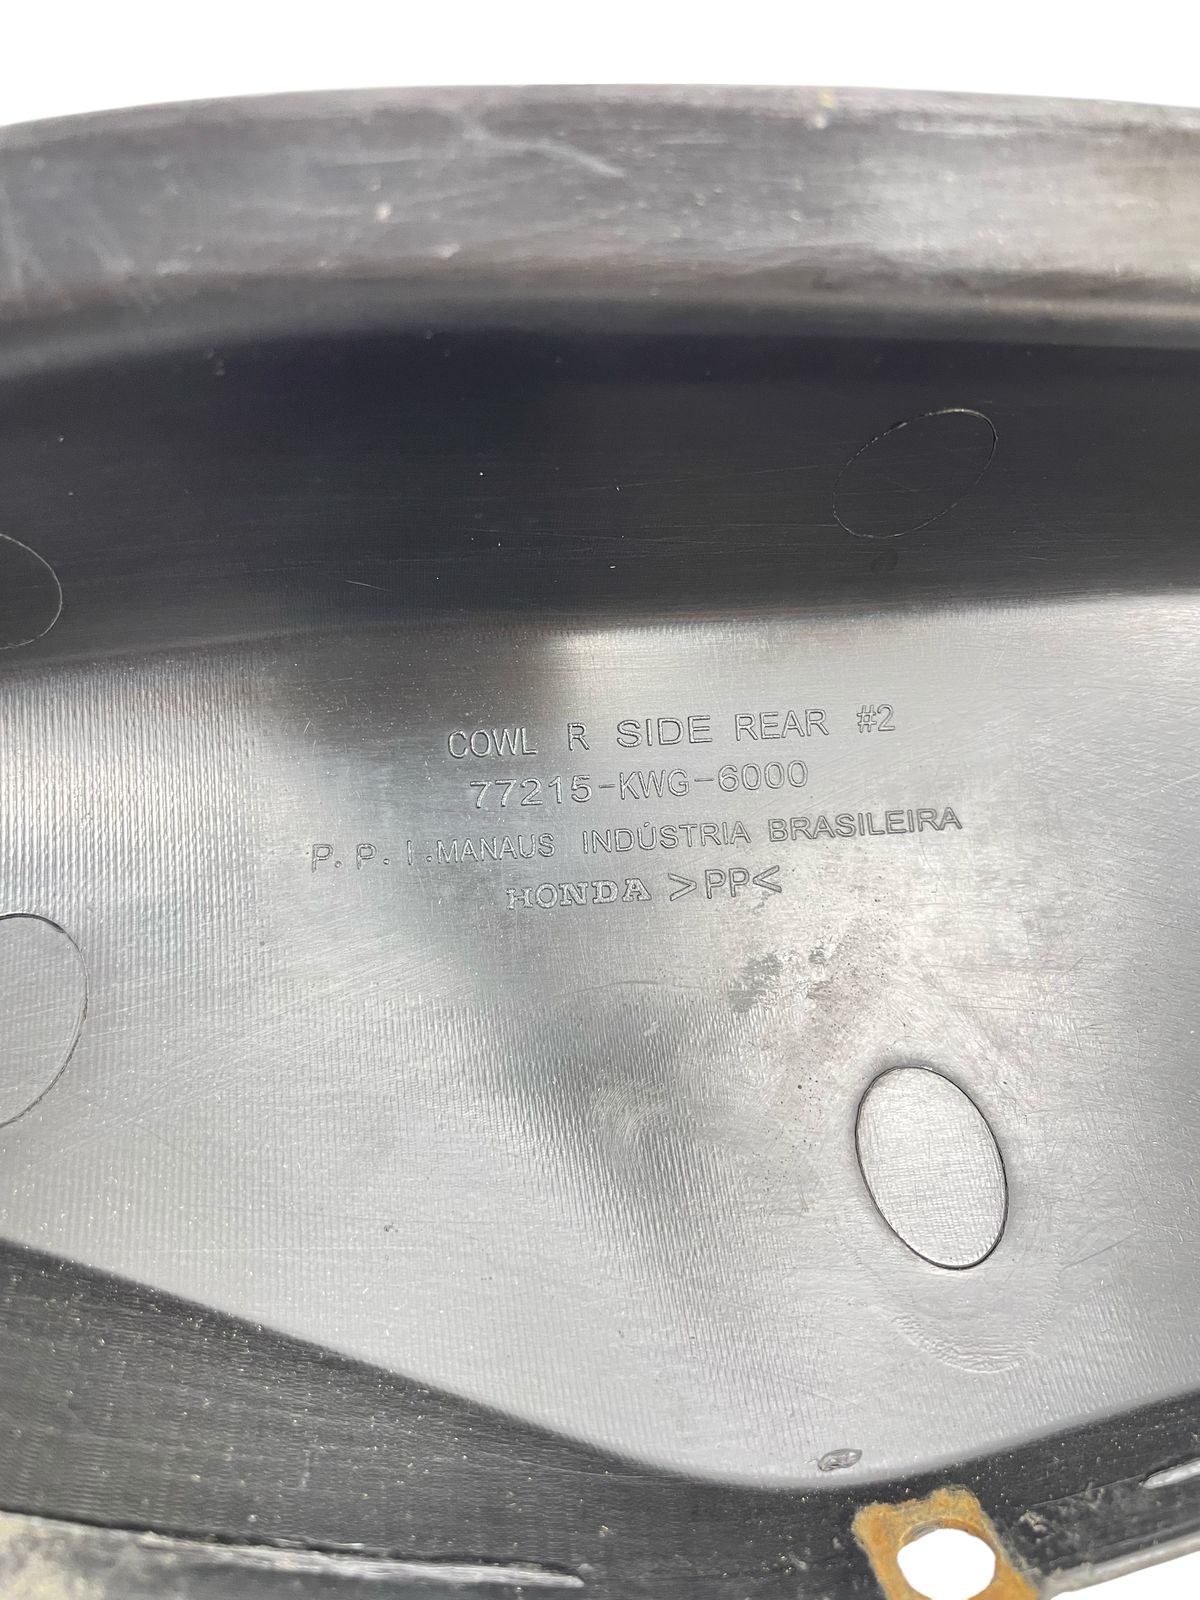 COWL R SIDE REAR #2
77215-KWG-6000
P.P.I.MANAUS INDÚSTRIA BRASILEIRA
HONDA >PP<